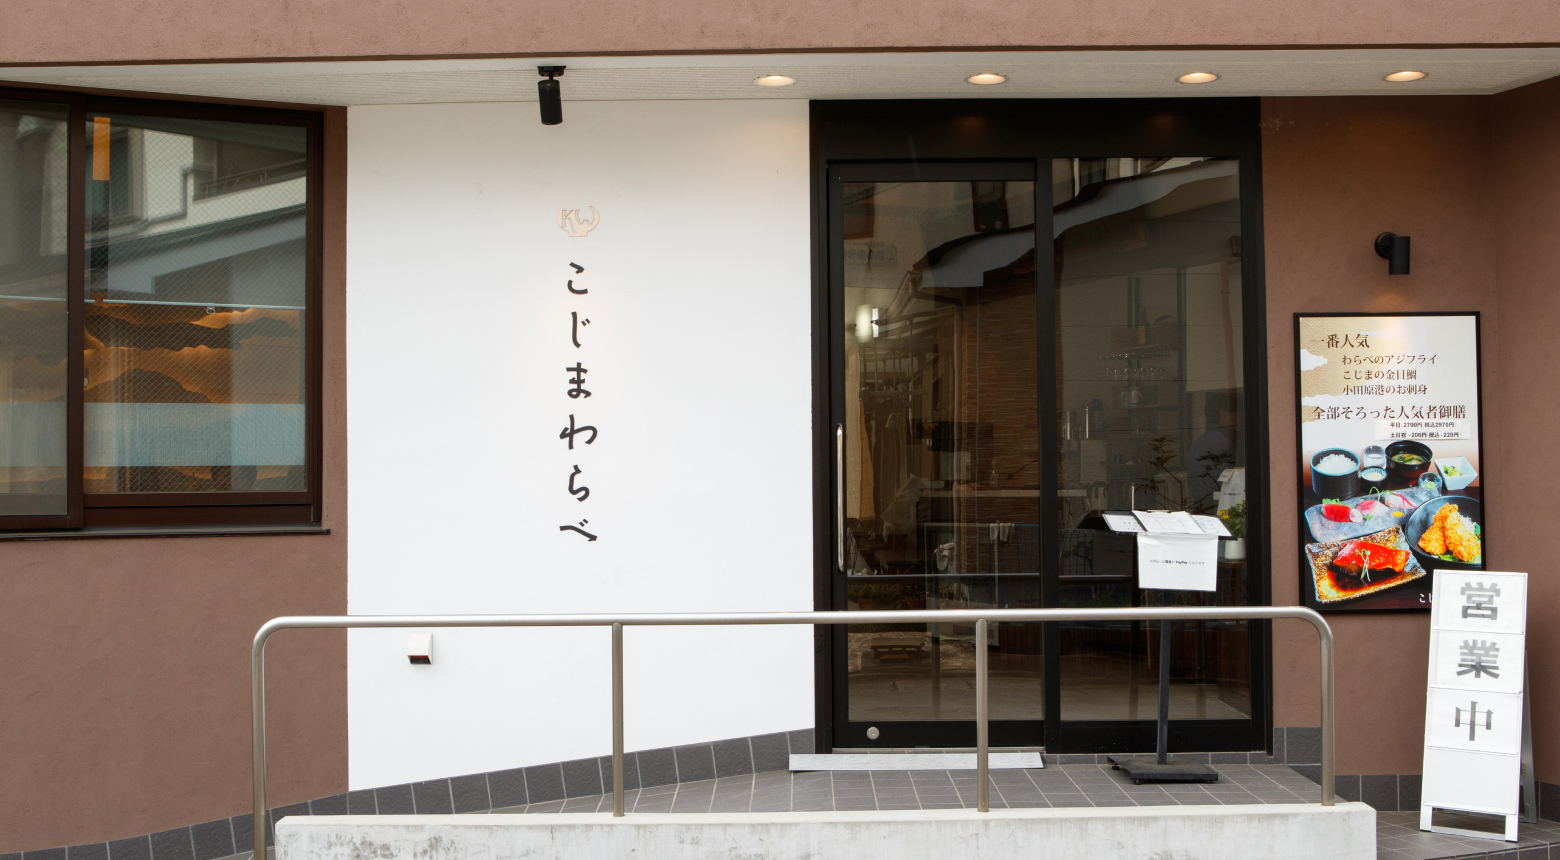 KW
こじまわらべ
一番人気
わらべのアジフライ
こじまの金目鯛
小田原港のお刺身
全部そろった人気者御膳
平日 2700円 税込2970円
土日祝 +200円 税込+220円
こじ
営業中